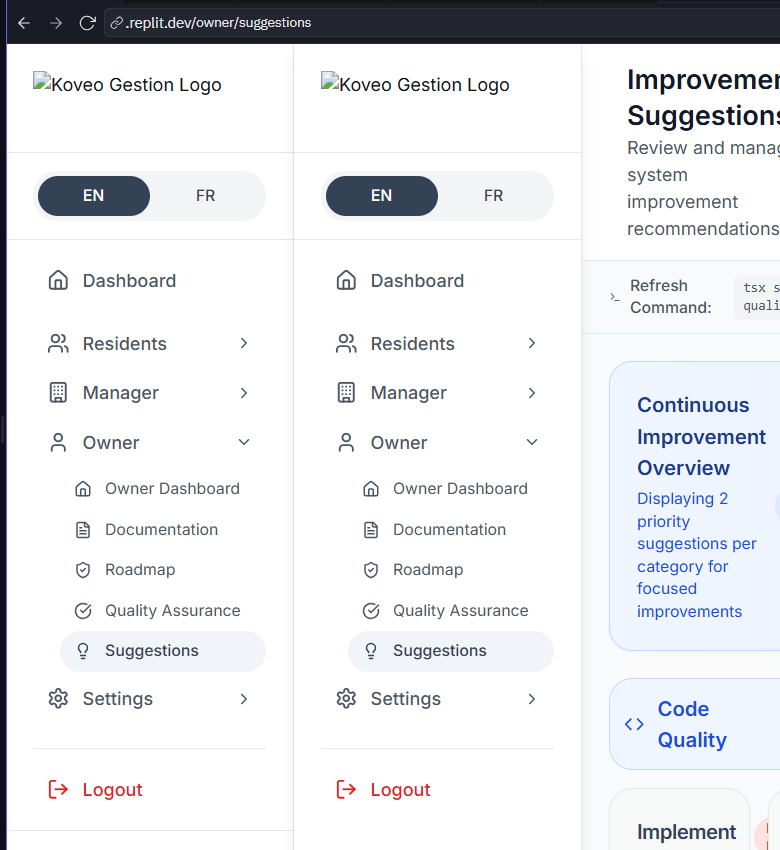 .replit.dev/owner/suggestions
Koveo Gestion Logo
EN FR
Dashboard
Residents
Manager
Owner
Owner Dashboard
Documentation
Roadmap
Quality Assurance
Suggestions
Settings
Logout
Koveo Gestion Logo
EN FR
Dashboard
Residents
Manager
Owner
Owner Dashboard
Documentation
Roadmap
Quality Assurance
Suggestions
Settings
Logout
Improvemen
Suggestions
Review and manag
system
improvement
recommendations
Refresh
Command:
tsx s
quali
Continuous
Improvement
Overview
Displaying 2
priority
suggestions per
category for
focused
improvements
Code
Quality
Implement